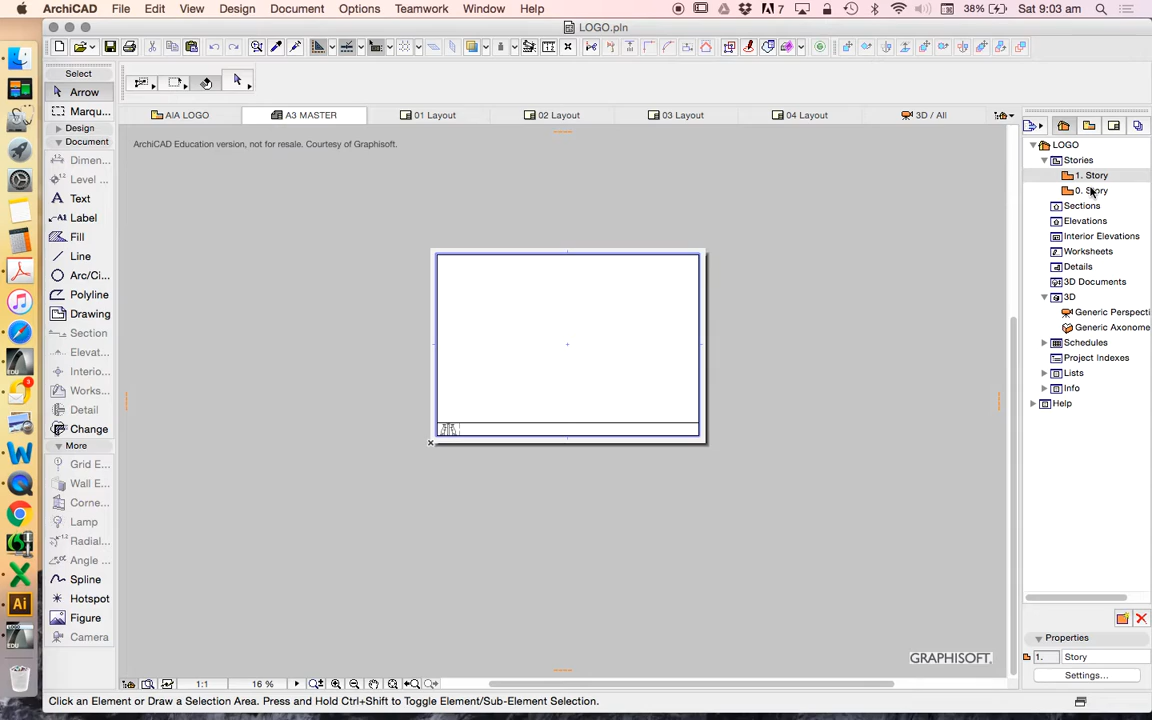 ArchiCAD File Edit View Design Document Options Teamwork Window Help
7 38% Sat 9:03 am
LOGO.pln
Select
Arrow
Marqu...
Design
Document
Dimen...
Level ...
Text
Label
Fill
Line
Arc/Ci...
Polyline
Drawing
Section
Elevat...
Interio...
Works...
Detail
Change
More
Grid E...
Wall E...
Corne...
Lamp
Radial...
Angle ...
Spline
Hotspot
Figure
Camera
AIA LOGO A3 MASTER 01 Layout 02 Layout 03 Layout 04 Layout 3D / All
ArchiCAD Education version, not for resale. Courtesy of Graphisoft.
GRAPHISOFT.
1:1 16 %
LOGO
Stories
1. Story
0. Story
Sections
Elevations
Interior Elevations
Worksheets
Details
3D Documents
3D
Generic Perspecti
Generic Axonome
Schedules
Project Indexes
Lists
Info
Help
Properties
1. Story
Settings...
Click an Element or Draw a Selection Area. Press and Hold Ctrl+Shift to Toggle Element/Sub-Element Selection.